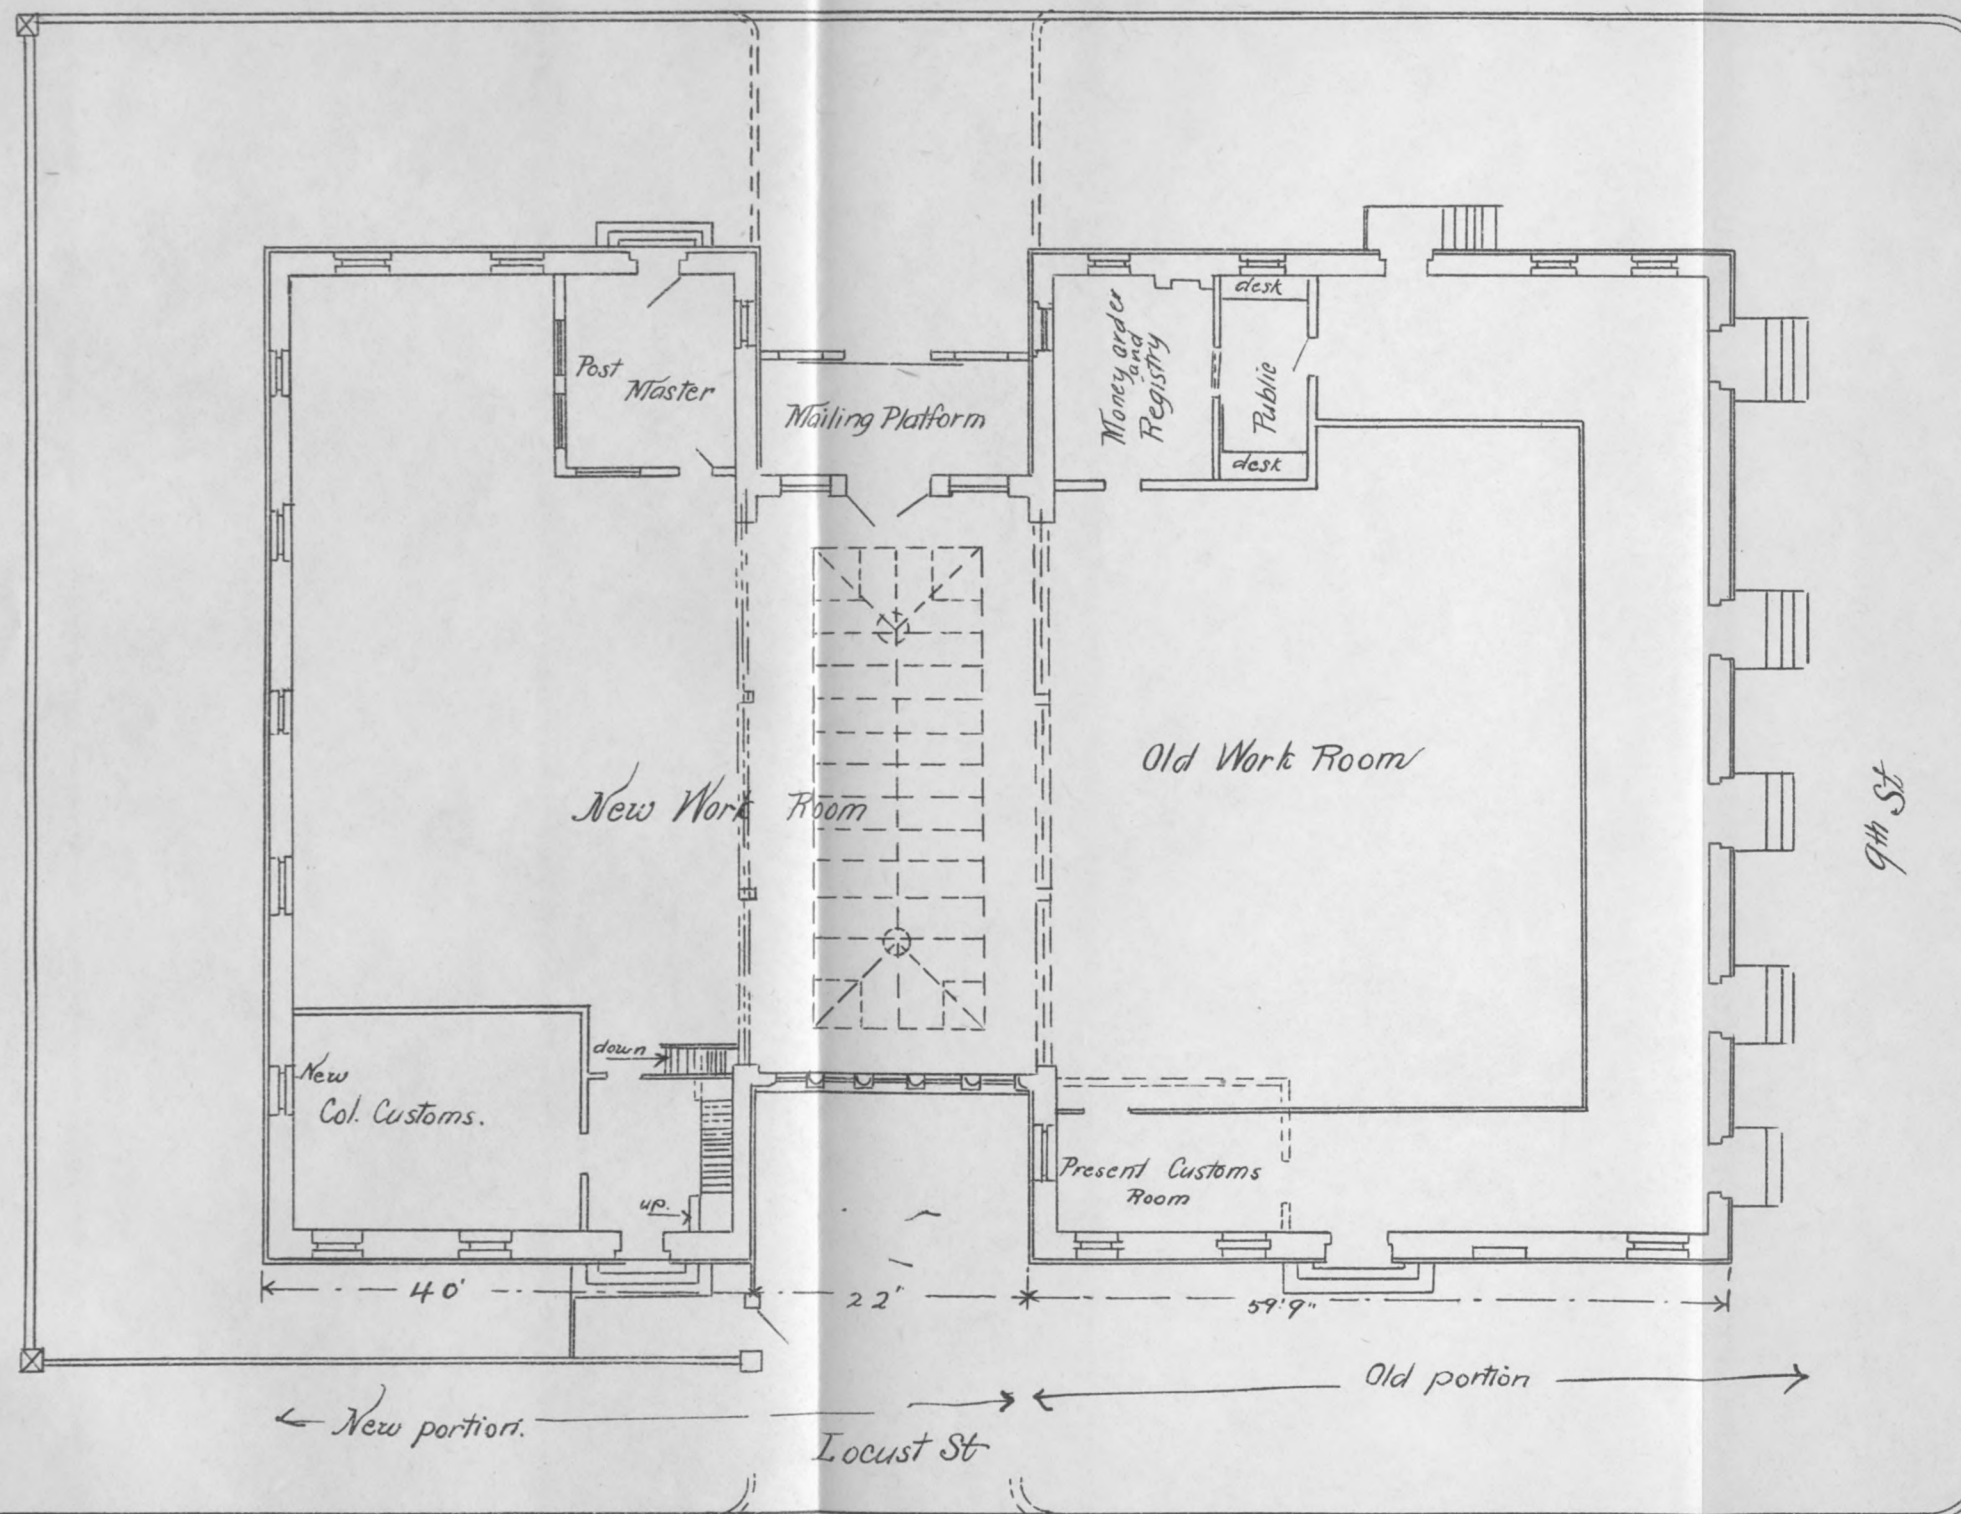 desk
Post
Master
Mailing Platform
Money order
and
Registry
Public
desk
Old Work Room
New Work Room
9th St
down
New
Col. Customs.
up.
Present Customs
Room
40'
22'
59'9"
Old portion
New portion.
Locust St